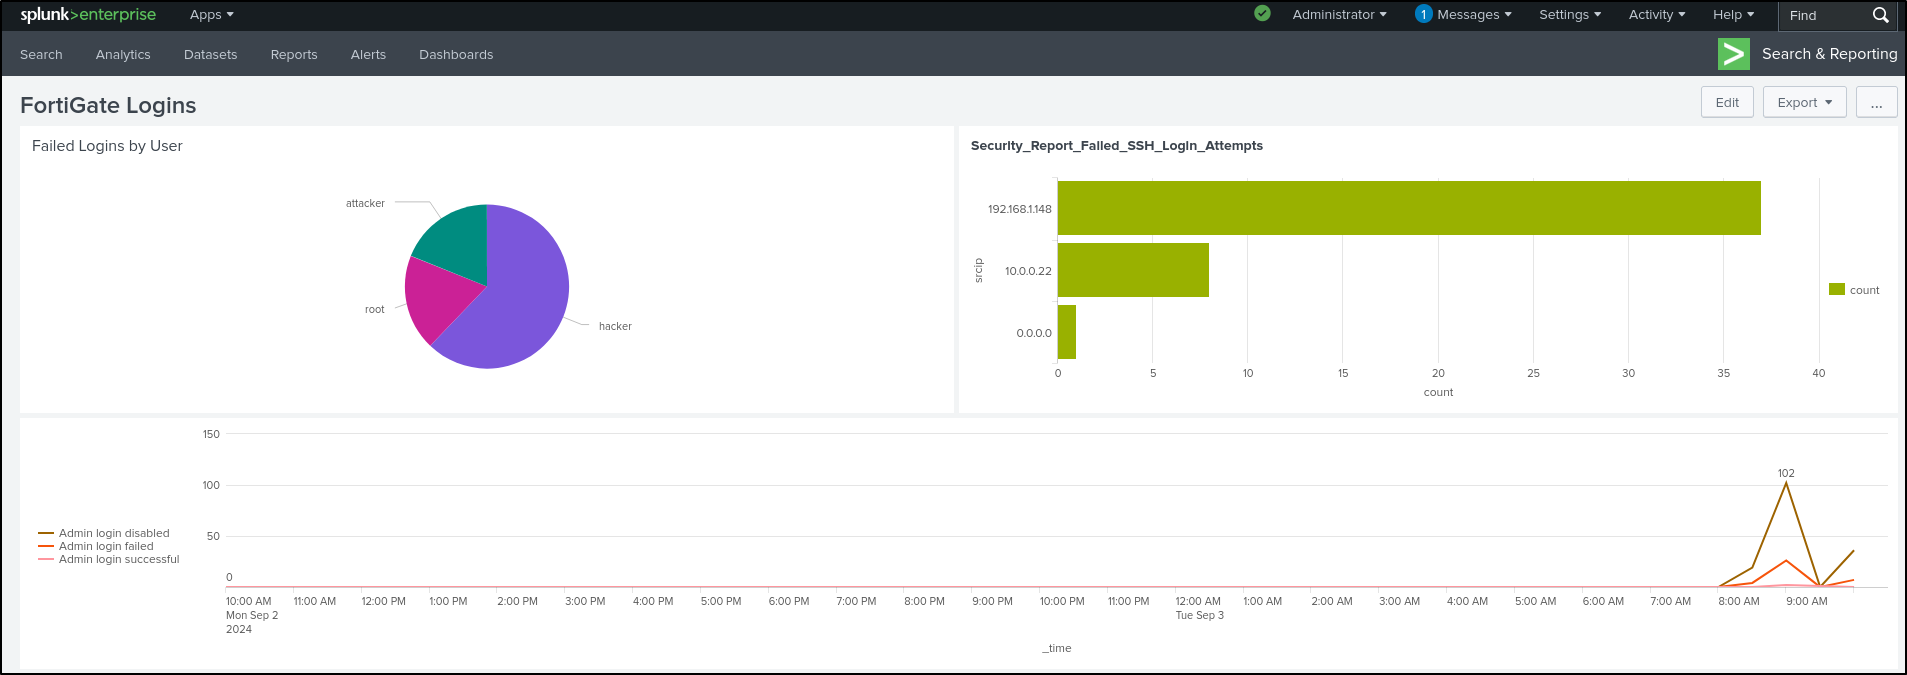 splunk>enterprise Apps Administrator 1 Messages Settings Activity Help Find
Search Analytics Datasets Reports Alerts Dashboards > Search & Reporting
FortiGate Logins Edit Export ...
Failed Logins by User
attacker
root
hacker
Security_Report_Failed_SSH_Login_Attempts
192.168.1.148
10.0.0.22
0.0.0.0
srcip
0 5 10 15 20 25 30 35 40
count
count
150
100
50
0
102
Admin login disabled
Admin login failed
Admin login successful
10:00 AM 11:00 AM 12:00 PM 1:00 PM 2:00 PM 3:00 PM 4:00 PM 5:00 PM 6:00 PM 7:00 PM 8:00 PM 9:00 PM 10:00 PM 11:00 PM 12:00 AM 1:00 AM 2:00 AM 3:00 AM 4:00 AM 5:00 AM 6:00 AM 7:00 AM 8:00 AM 9:00 AM
Mon Sep 2 Tue Sep 3
2024
_time